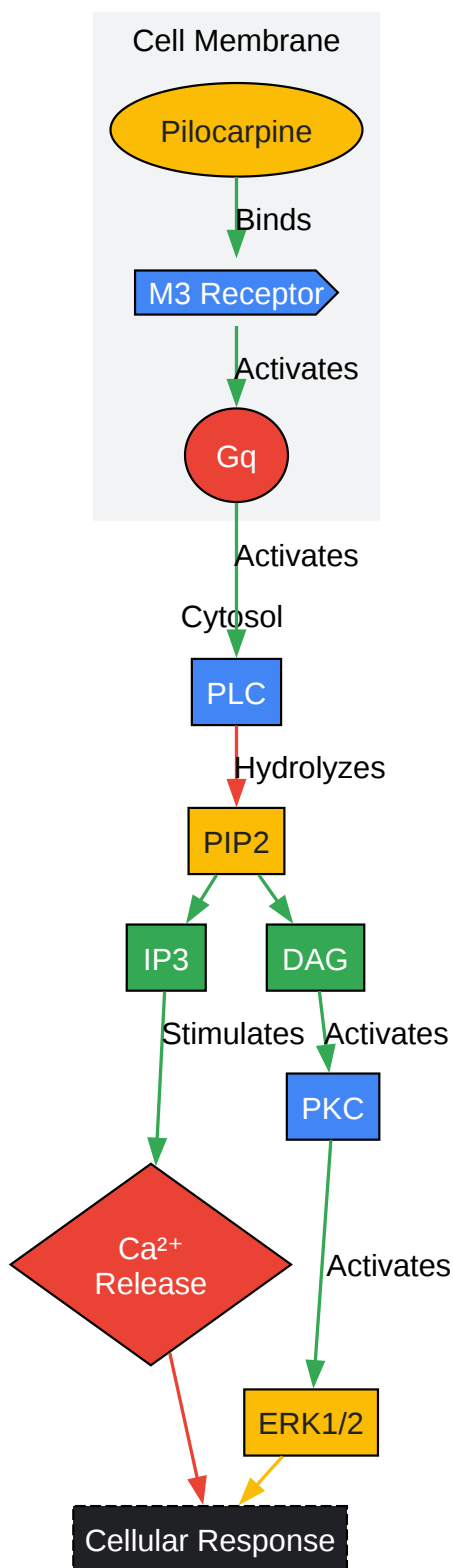 Cell Membrane
Pilocarpine
Binds
M3 Receptor
Activates
Gq
Activates
Cytosol
PLC
Hydrolyzes
PIP2
IP3
DAG
Stimulates
Activates
PKC
Ca²⁺
Release
Activates
ERK1/2
Cellular Response